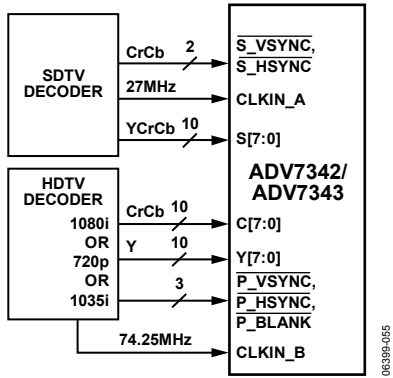 SDTV
DECODER
CrCb 2
27MHz
YCrCb 10
S_VSYNC,
S_HSYNC
CLKIN_A
S[7:0]
ADV7342/
ADV7343
HDTV
DECODER
1080i
OR
720p
OR
1035i
CrCb 10
Y 10
3
74.25MHz
C[7:0]
Y[7:0]
P_VSYNC,
P_HSYNC,
P_BLANK
CLKIN_B
06399-055